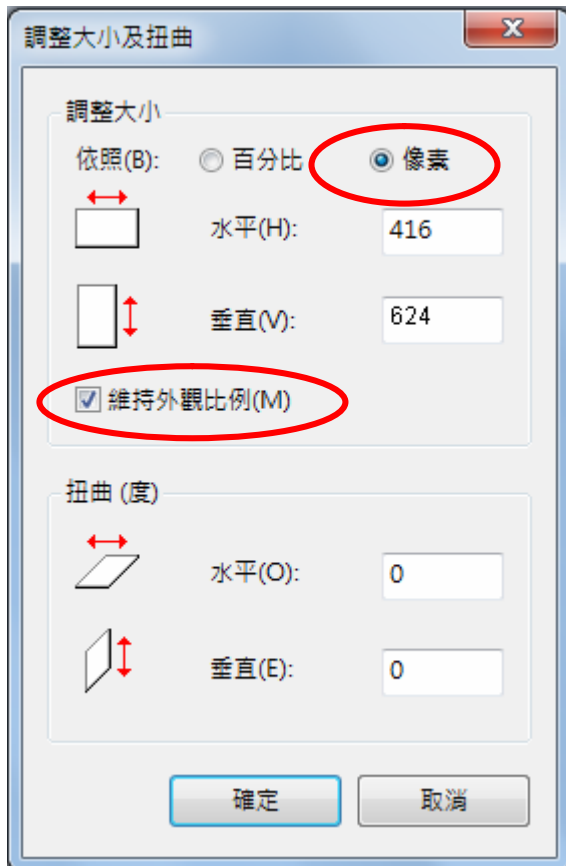 調整大小及扭曲
調整大小
依照(B): 百分比 像素
水平(H): 416
垂直(V): 624
維持外觀比例(M)
扭曲 (度)
水平(O): 0
垂直(E): 0
確定 取消